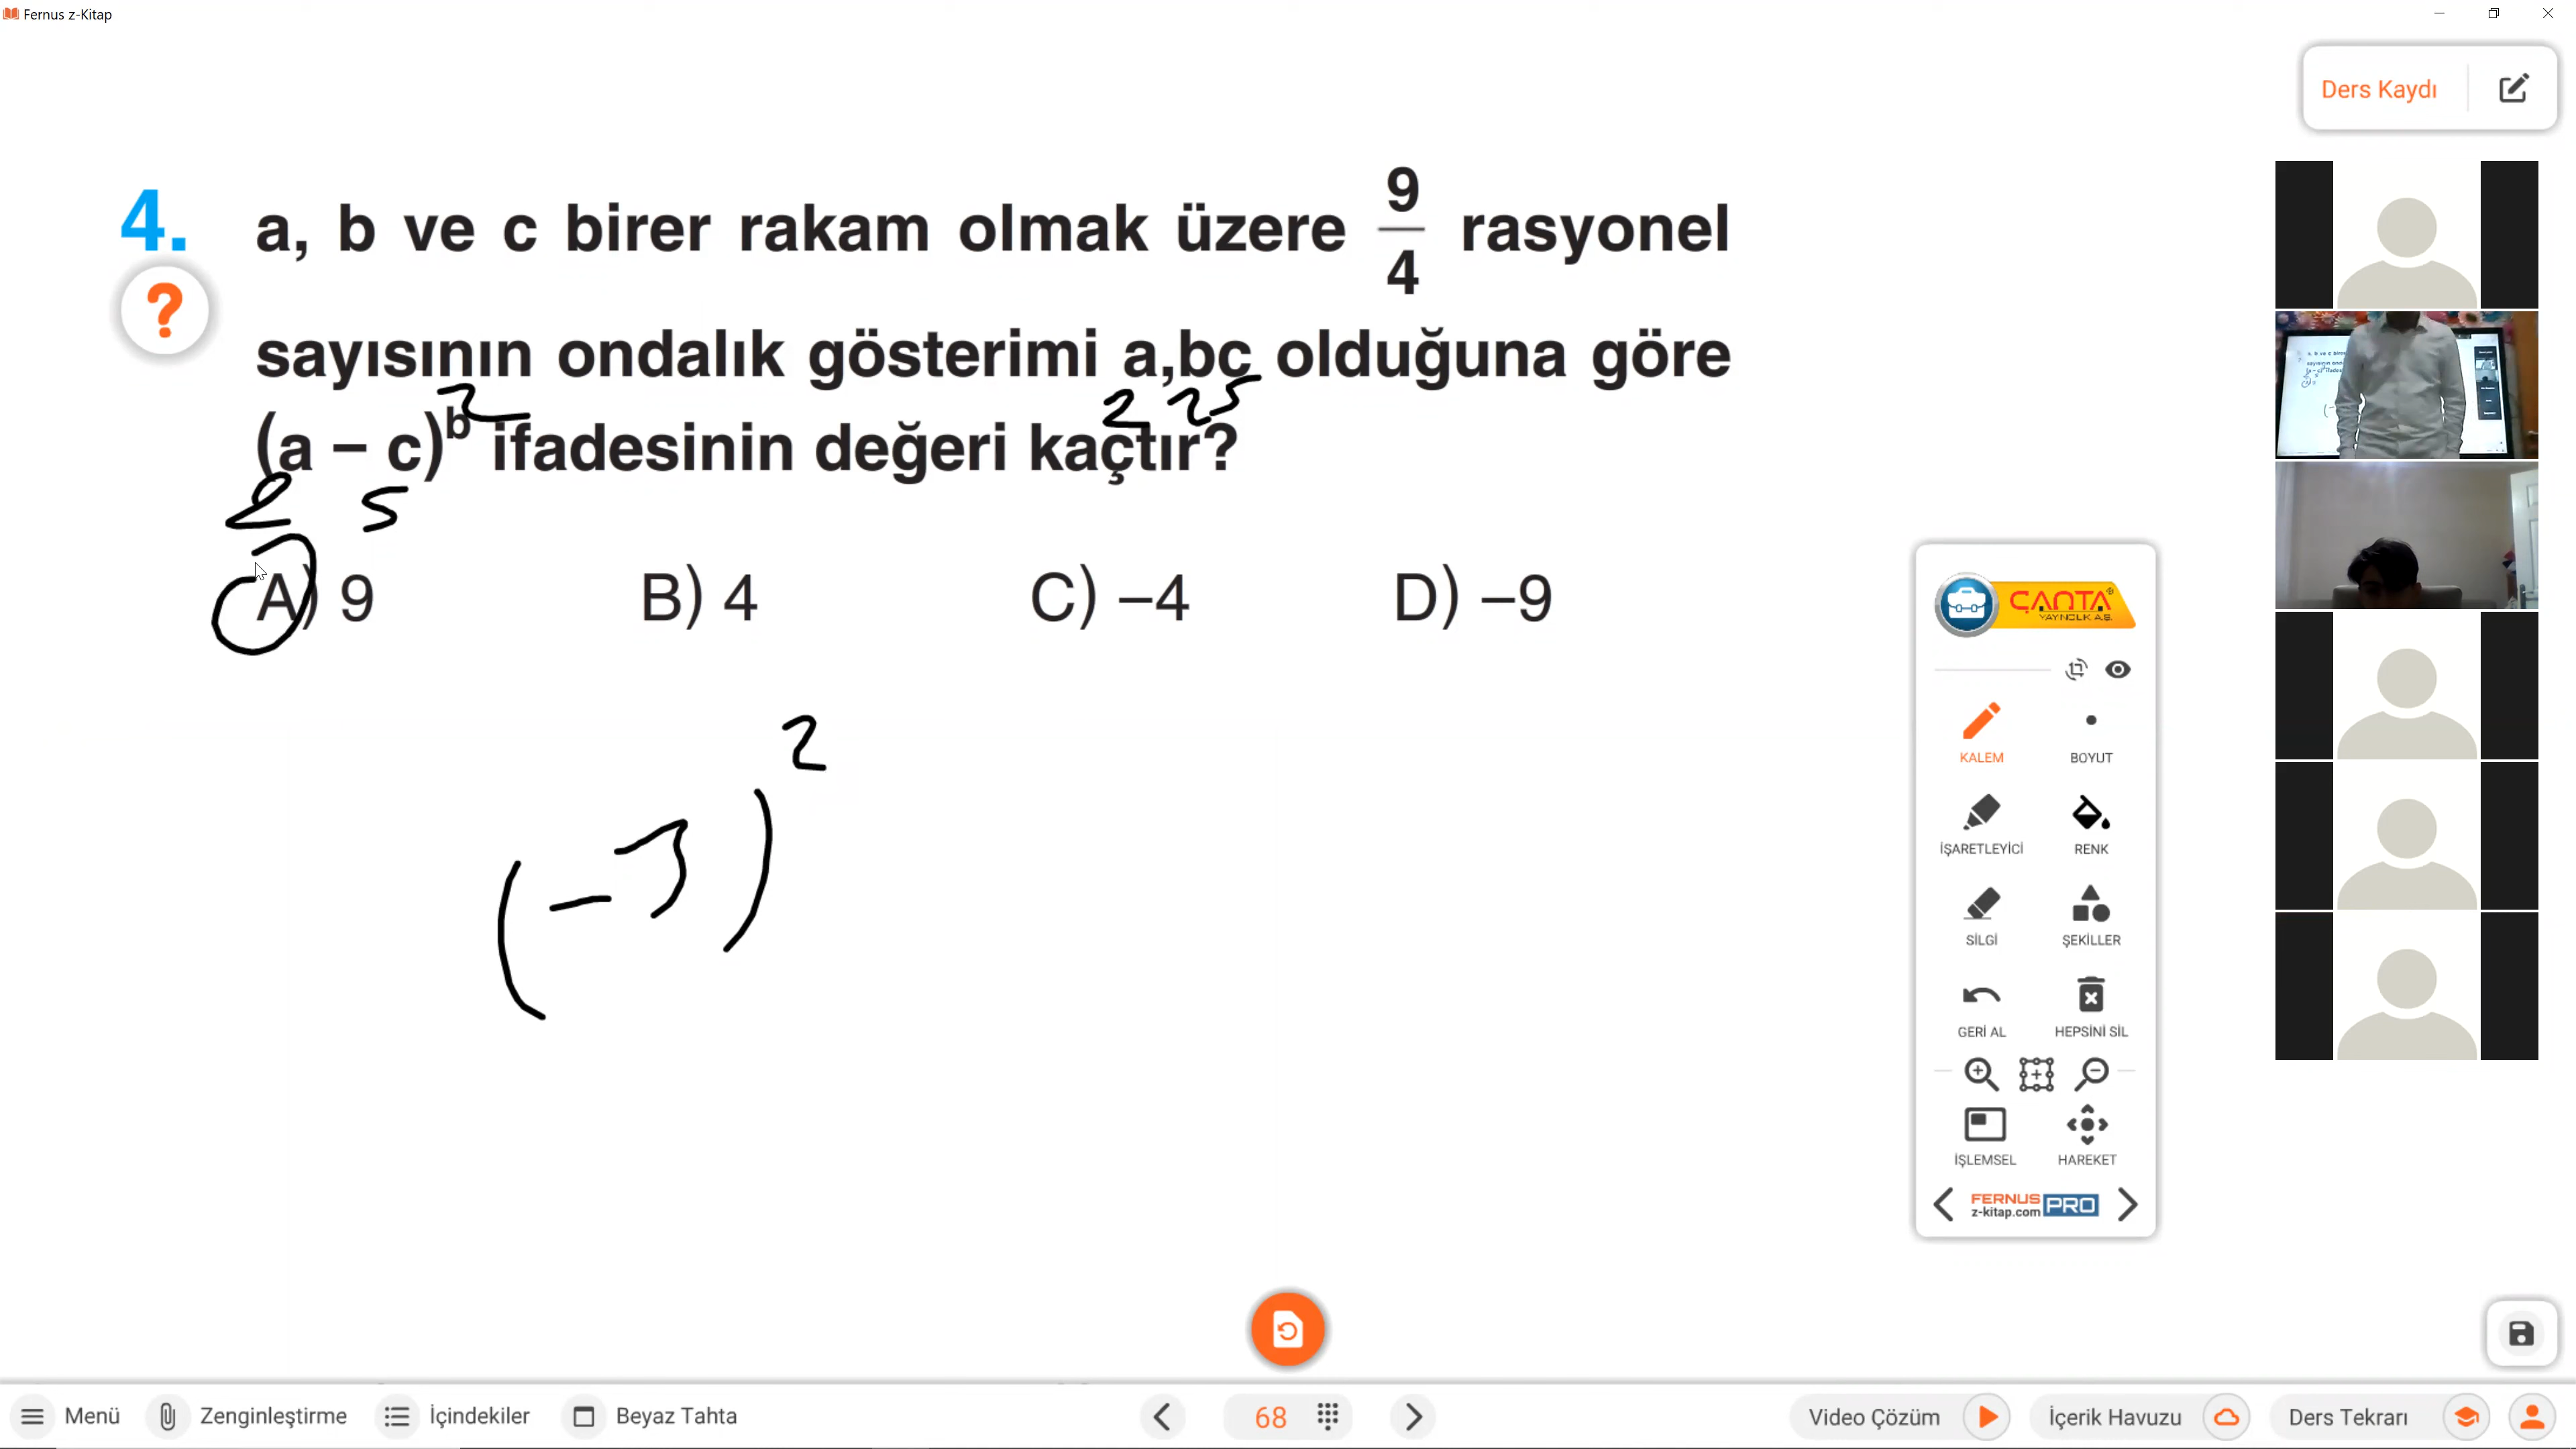 Fernus z-Kitap
Ders Kaydı
4. a, b ve c birer rakam olmak üzere 9/4 rasyonel
sayısının ondalık gösterimi a,bc olduğuna göre
2 2 25
(a – c)^b ifadesinin değeri kaçtır?
2 5
A) 9 B) 4 C) –4 D) –9
(-3)^2
ÇANTA
YAYINCILIK A.Ş.
KALEM BOYUT
İŞARETLEYİCİ RENK
SİLGİ ŞEKİLLER
GERİ AL HEPSİNİ SİL
İŞLEMSEL HAREKET
FERNUS PRO
z-kitap.com
Menü Zenginleştirme İçindekiler Beyaz Tahta 68 Video Çözüm İçerik Havuzu Ders Tekrarı